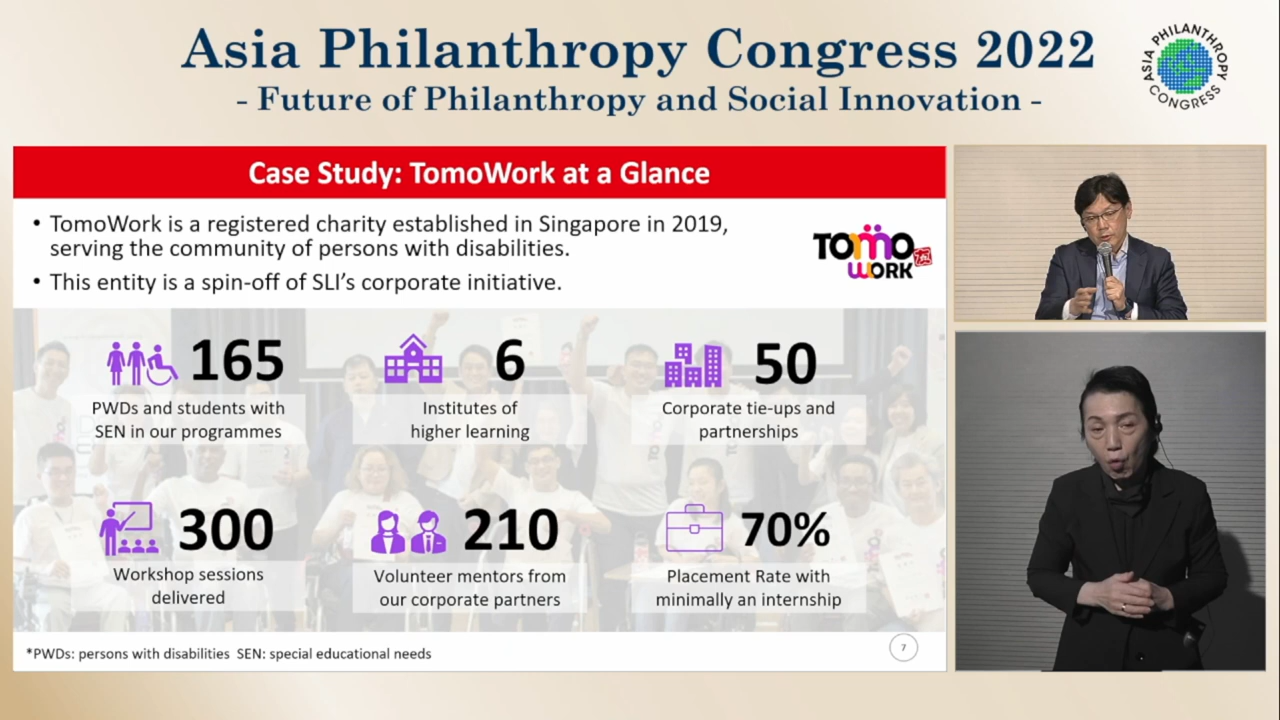 Asia Philanthropy Congress 2022
- Future of Philanthropy and Social Innovation -
ASIA PHILANTHROPY CONGRESS
Case Study: TomoWork at a Glance
• TomoWork is a registered charity established in Singapore in 2019,
serving the community of persons with disabilities.
• This entity is a spin-off of SLI's corporate initiative.
TOMO
WORK
165
PWDs and students with
SEN in our programmes
6
Institutes of
higher learning
50
Corporate tie-ups and
partnerships
300
Workshop sessions
delivered
210
Volunteer mentors from
our corporate partners
70%
Placement Rate with
minimally an internship
*PWDs: persons with disabilities SEN: special educational needs
7